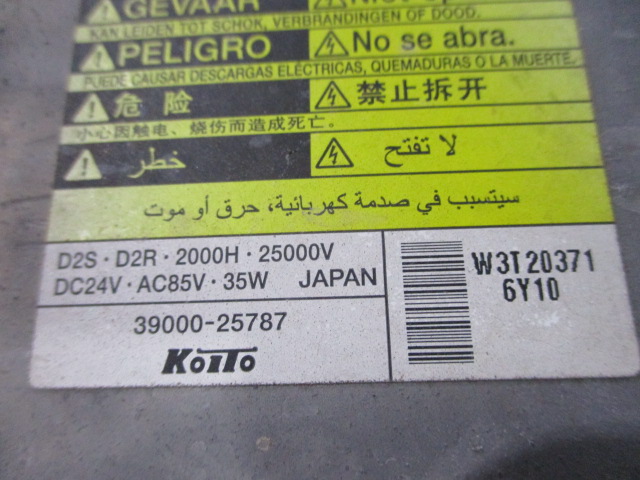 GEVAAR
KAN LEIDEN TOT SCHOK, VERBRANDINGEN OF DOOD.
PELIGRO No se abra.
PUEDE CAUSAR DESCARGAS ELÉCTRICAS, QUEMADURAS O LA MUERTE.
危险 禁止拆开
小心因触电、烧伤而造成死亡。
خطر لا تفتح
سيتسبب في صدمة كهربائية، حرق أو موت
D2S · D2R · 2000H · 25000V
DC24V · AC85V · 35W JAPAN
39000-25787
KOITO
W3T20371
6Y10